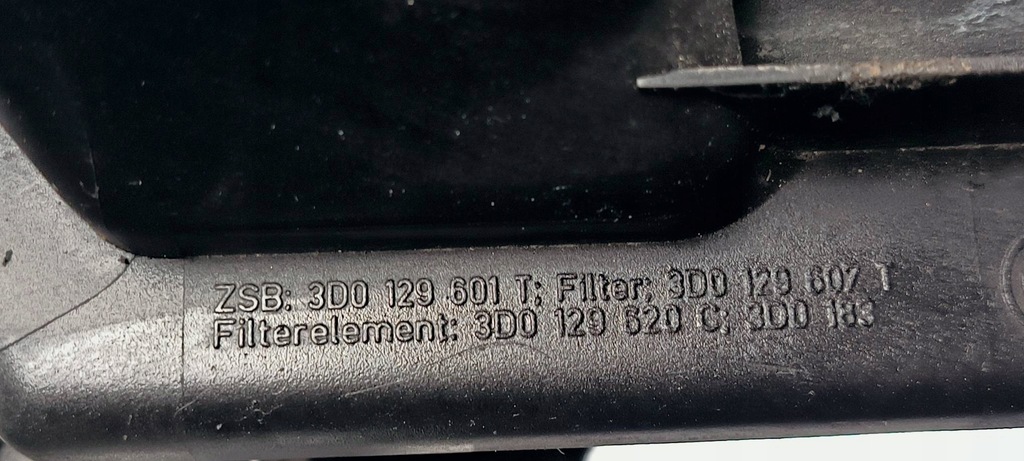 ZSB: 3D0 129 601 T; Filter: 3D0 129 607 T
Filterelement: 3D0 129 620 C; 3D0 183